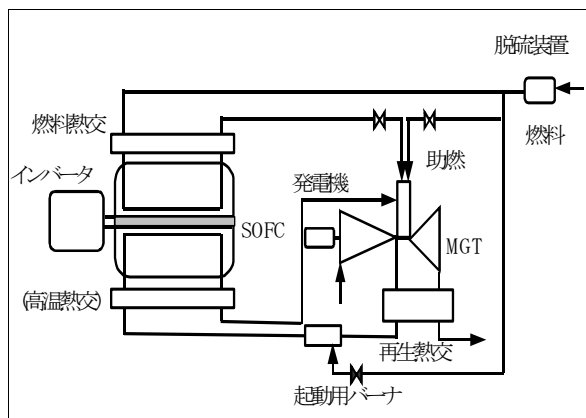 脱硫装置
燃料
燃料熱交
助燃
インバータ
発電機
SOFC
MGT
(高温熱交)
再生熱交
起動用バーナ